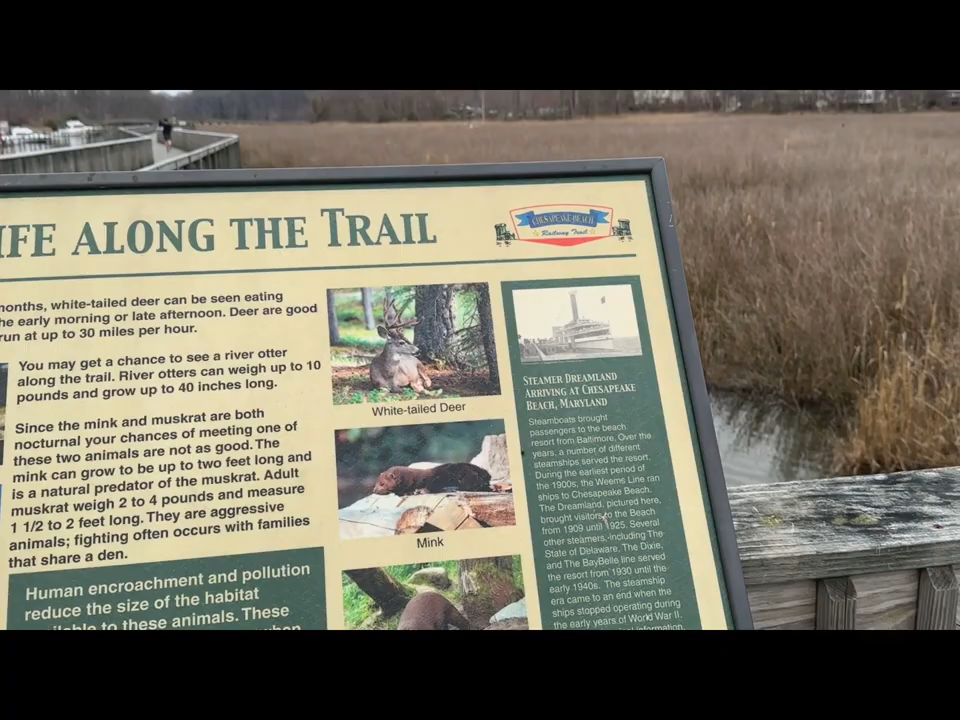 IFE ALONG THE TRAIL
CHESAPEAKE BEACH
Railway Trail
months, white-tailed deer can be seen eating
he early morning or late afternoon. Deer are good
run at up to 30 miles per hour.
You may get a chance to see a river otter
along the trail. River otters can weigh up to 10
pounds and grow up to 40 inches long.
Since the mink and muskrat are both
nocturnal your chances of meeting one of
these two animals are not as good. The
mink can grow to be up to two feet long and
is a natural predator of the muskrat. Adult
muskrat weigh 2 to 4 pounds and measure
1 1/2 to 2 feet long. They are aggressive
animals; fighting often occurs with families
that share a den.
Human encroachment and pollution
reduce the size of the habitat
to these animals. These
White-tailed Deer
Mink
STEAMER DREAMLAND
ARRIVING AT CHESAPEAKE
BEACH, MARYLAND
Steamboats brought
passengers to the beach
resort from Baltimore. Over the
years, a number of different
steamships served the resort.
During the earliest period of
the 1900s, the Weems Line ran
ships to Chesapeake Beach.
The Dreamland, pictured here,
brought visitors to the Beach
from 1909 until 1925. Several
other steamers, including The
State of Delaware, The Dixie,
and The BayBelle line served
the resort from 1930 until the
early 1940s. The steamship
era came to an end when the
ships stopped operating during
the early years of World War II.
information,